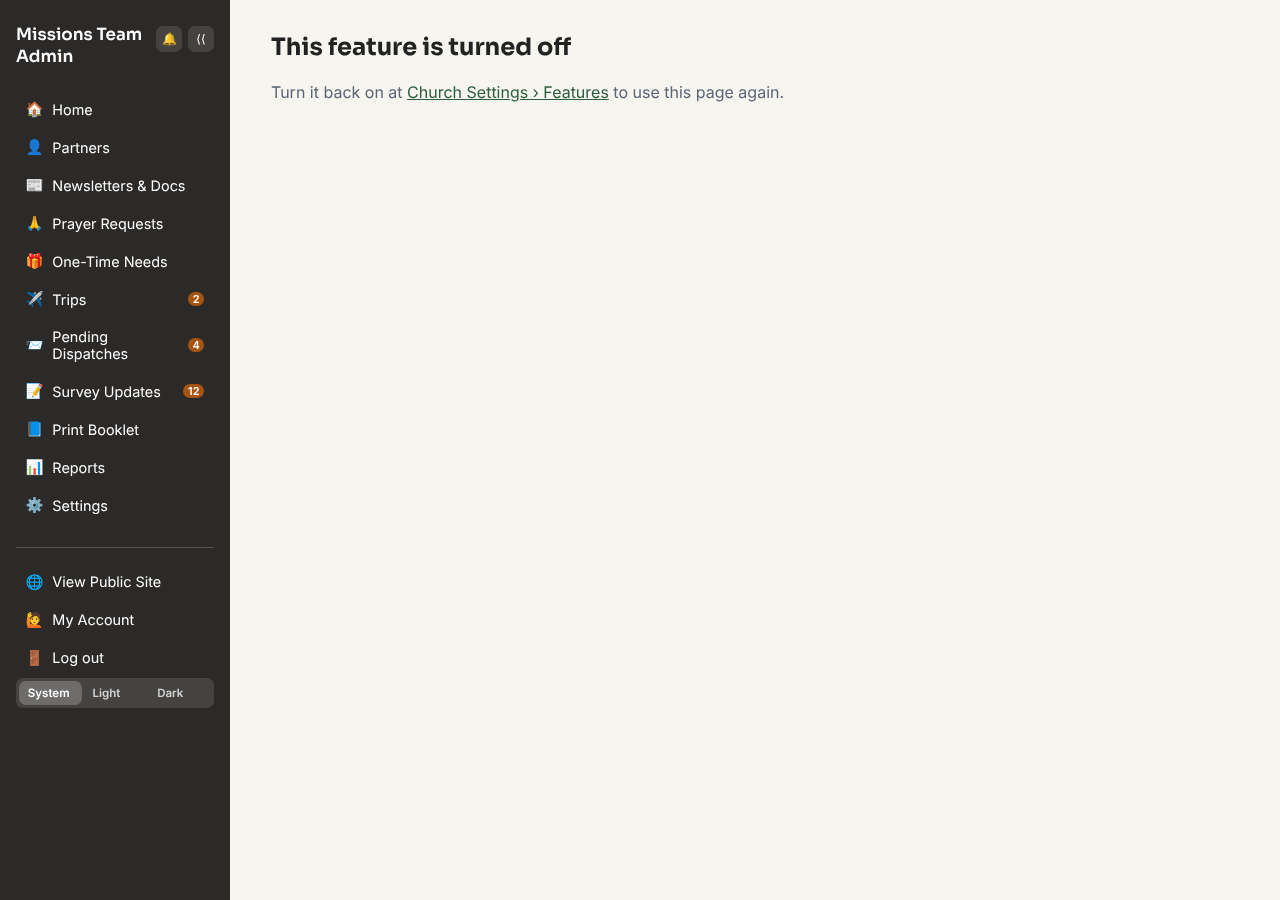 Missions Team
Admin
Home
Partners
Newsletters & Docs
Prayer Requests
One-Time Needs
Trips 2
Pending
Dispatches 4
Survey Updates 12
Print Booklet
Reports
Settings
View Public Site
My Account
Log out
System Light Dark
This feature is turned off
Turn it back on at Church Settings › Features to use this page again.